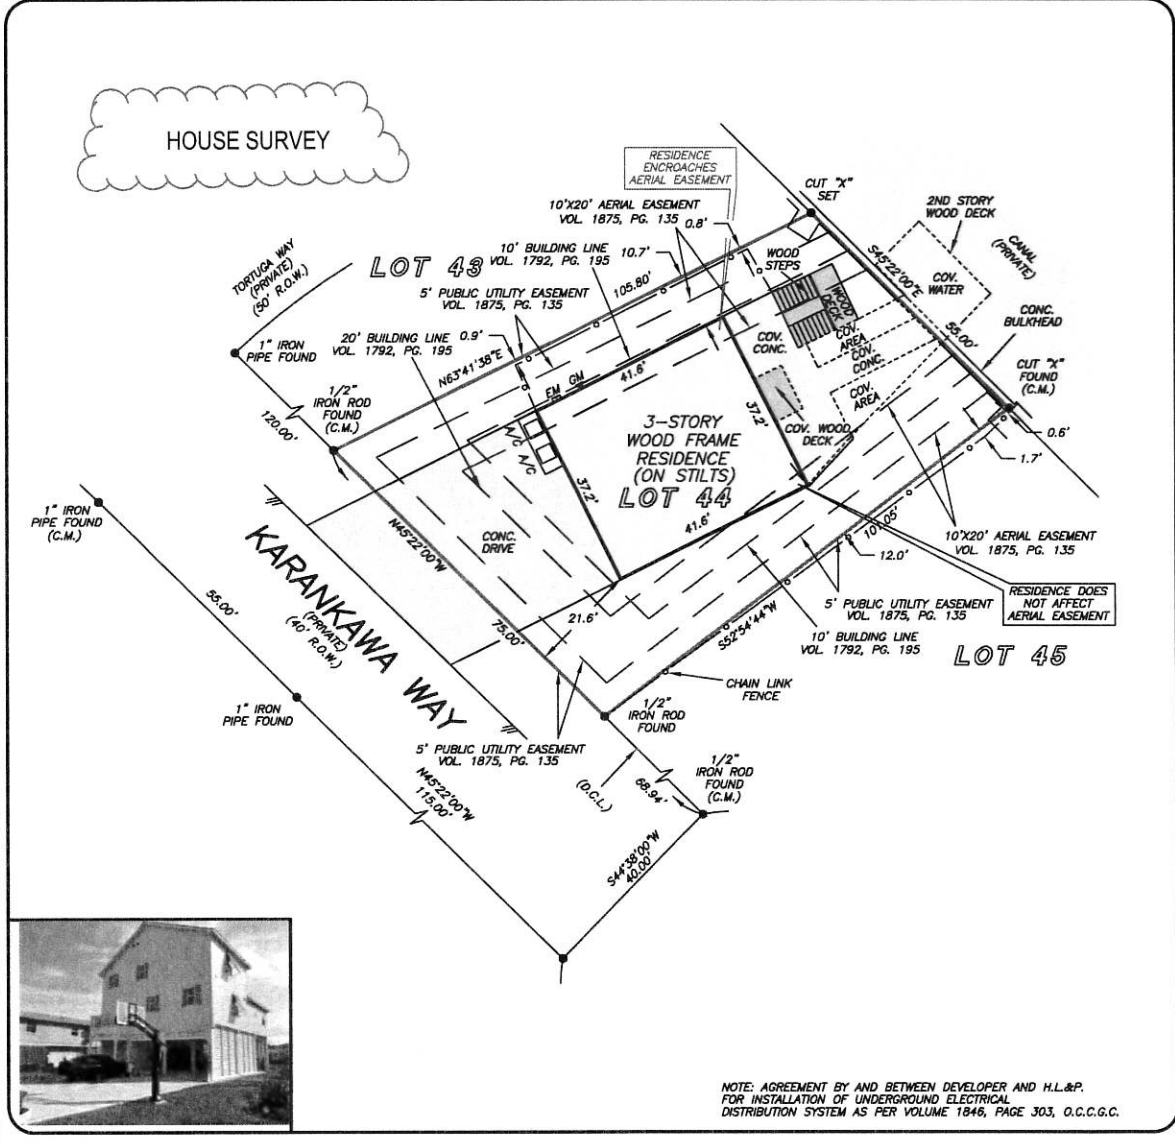 HOUSE SURVEY
RESIDENCE
ENCROACHES
AERIAL EASEMENT
CUT "X"
SET
10'X20' AERIAL EASEMENT
VOL. 1875, PG. 135
0.8'
2ND STORY
WOOD DECK
CANAL
(PRIVATE)
TORTUGA WAY
(PRIVATE)
(50' R.O.W.)
LOT 43
10' BUILDING LINE
VOL. 1792, PG. 195
10.7'
WOOD
STEPS
S45°22'00"E
COV.
WATER
105.80'
5' PUBLIC UTILITY EASEMENT
VOL. 1875, PG. 135
WOOD
DECK
CONC.
BULKHEAD
20' BUILDING LINE
VOL. 1792, PG. 195
0.9'
1" IRON
PIPE FOUND
COV.
CONC.
COV.
AREA
COV.
CONC.
55.00'
N63°41'38"E
CUT "X"
FOUND
(C.M.)
1/2"
IRON ROD
FOUND
(C.M.)
EM
GM
41.6'
COV.
AREA
120.00'
A/C A/C
37.2'
3-STORY
WOOD FRAME
RESIDENCE
(ON STILTS)
LOT 44
COV. WOOD
DECK
0.6'
1.7'
37.2'
1" IRON
PIPE FOUND
(C.M.)
N45°22'00"W
CONC.
DRIVE
41.6'
101.05'
12.0'
10'X20' AERIAL EASEMENT
VOL. 1875, PG. 135
KARANKAWA WAY
(PRIVATE)
(40' R.O.W.)
55.00'
75.00'
21.6'
S52°54'44"W
5' PUBLIC UTILITY EASEMENT
VOL. 1875, PG. 135
RESIDENCE DOES
NOT AFFECT
AERIAL EASEMENT
10' BUILDING LINE
VOL. 1792, PG. 195
LOT 45
CHAIN LINK
FENCE
1" IRON
PIPE FOUND
1/2"
IRON ROD
FOUND
5' PUBLIC UTILITY EASEMENT
VOL. 1875, PG. 135
N45°22'00"W
115.00'
(D.C.L.)
68.94'
1/2"
IRON ROD
FOUND
(C.M.)
S44°38'00"W
40.00'
NOTE: AGREEMENT BY AND BETWEEN DEVELOPER AND H.L.&P.
FOR INSTALLATION OF UNDERGROUND ELECTRICAL
DISTRIBUTION SYSTEM AS PER VOLUME 1846, PAGE 303, O.C.C.G.C.